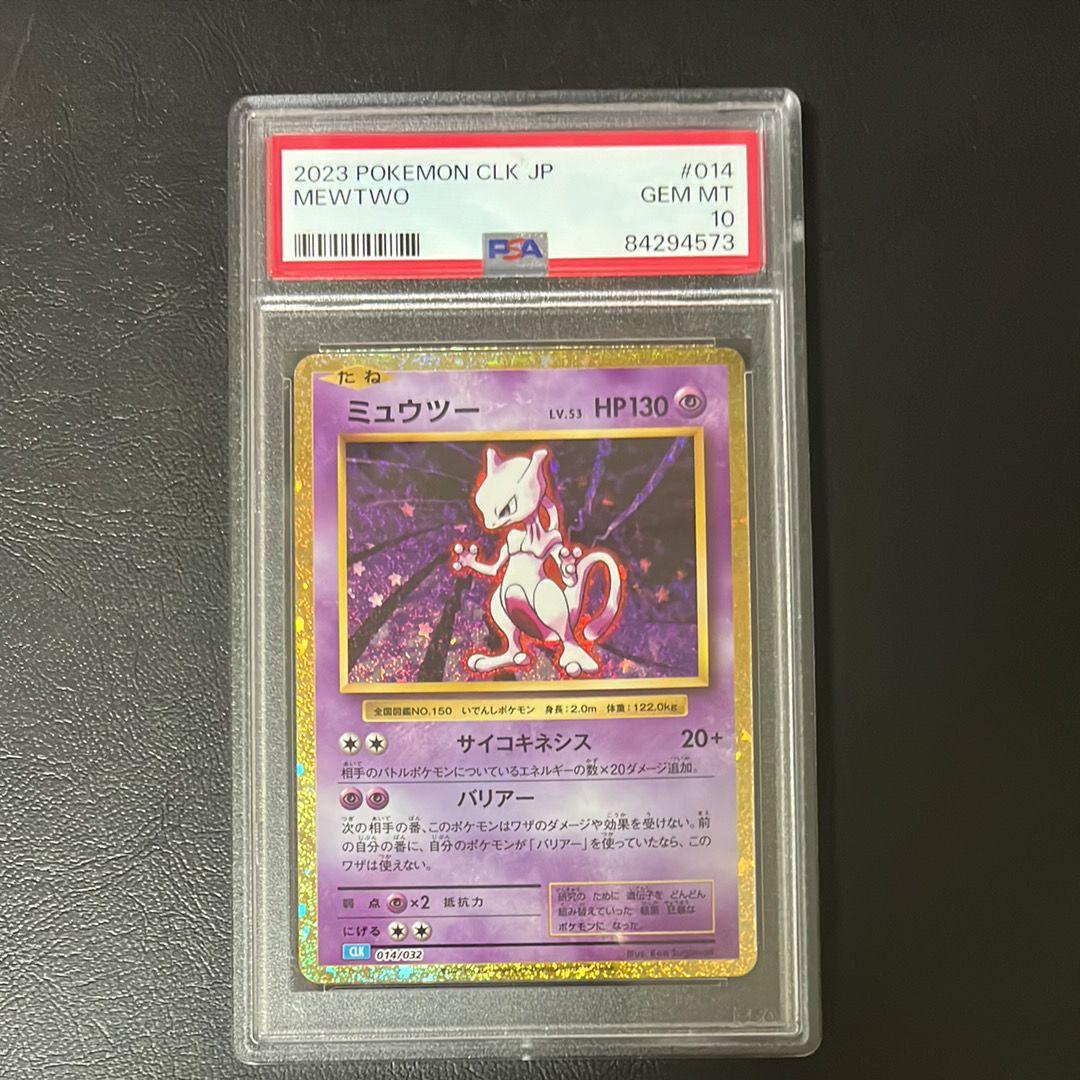 2023 POKEMON CLK JP #014
MEWTWO GEM MT
10
PSA 84294573
たね
ミュウツー LV.53 HP130
全国図鑑NO.150 いでんしポケモン 身長:2.0m 体重:122.0kg
サイコキネシス 20+
相手のバトルポケモンについているエネルギーの数×20ダメージ追加。
バリアー
次の相手の番、このポケモンはワザのダメージや効果を受けない。前
の自分の番に、自分のポケモンが「バリアー」を使っていたなら、この
ワザは使えない。
弱点 ×2 抵抗力
にげる
研究の ために 遺伝子を どんどん
組み替えていった 結果 狂暴な
ポケモンに なった。
CLK 014/032
Illus. Ken Sugimori